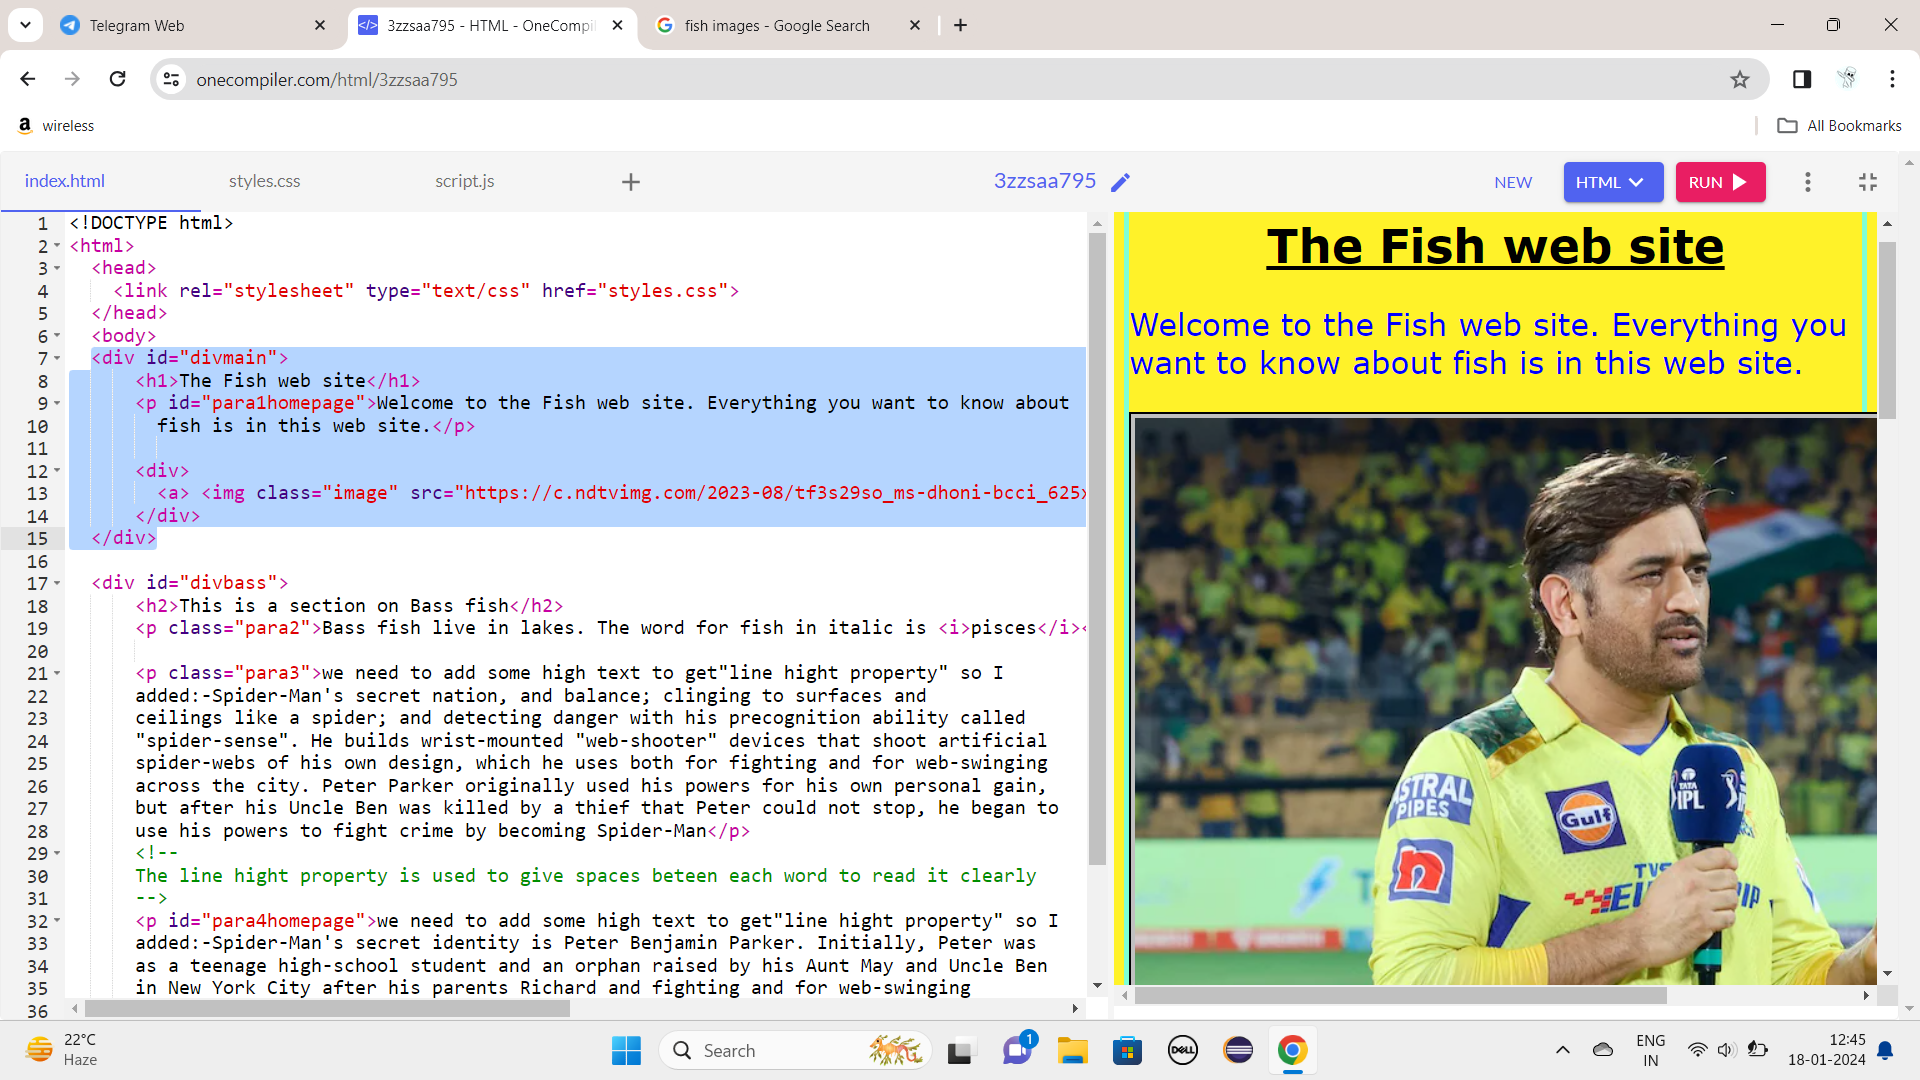 Telegram Web
3zzsaa795 - HTML - OneCompil
fish images - Google Search
onecompiler.com/html/3zzsaa795
wireless
All Bookmarks
index.html
styles.css
script.js
3zzsaa795
NEW
HTML
RUN
1 <!DOCTYPE html>
2 <html>
3 <head>
4 <link rel="stylesheet" type="text/css" href="styles.css">
5 </head>
6 <body>
7 <div id="divmain">
8 <h1>The Fish web site</h1>
9 <p id="para1homepage">Welcome to the Fish web site. Everything you want to know about
10 fish is in this web site.</p>
11
12 <div>
13 <a> <img class="image" src="https://c.ndtvimg.com/2023-08/tf3s29so_ms-dhoni-bcci_625x
14 </div>
15 </div>
16
17 <div id="divbass">
18 <h2>This is a section on Bass fish</h2>
19 <p class="para2">Bass fish live in lakes. The word for fish in italic is <i>pisces</i><
20
21 <p class="para3">we need to add some high text to get"line hight property" so I
22 added:-Spider-Man's secret nation, and balance; clinging to surfaces and
23 ceilings like a spider; and detecting danger with his precognition ability called
24 "spider-sense". He builds wrist-mounted "web-shooter" devices that shoot artificial
25 spider-webs of his own design, which he uses both for fighting and for web-swinging
26 across the city. Peter Parker originally used his powers for his own personal gain,
27 but after his Uncle Ben was killed by a thief that Peter could not stop, he began to
28 use his powers to fight crime by becoming Spider-Man</p>
29 <!--
30 The line hight property is used to give spaces beteen each word to read it clearly
31 -->
32 <p id="para4homepage">we need to add some high text to get"line hight property" so I
33 added:-Spider-Man's secret identity is Peter Benjamin Parker. Initially, Peter was
34 as a teenage high-school student and an orphan raised by his Aunt May and Uncle Ben
35 in New York City after his parents Richard and fighting and for web-swinging
36
The Fish web site
Welcome to the Fish web site. Everything you
want to know about fish is in this web site.
ASTRAL
PIPES
Gulf
TATA
IPL
TVS
22°C
Haze
Search
1
DELL
ENG
IN
12:45
18-01-2024